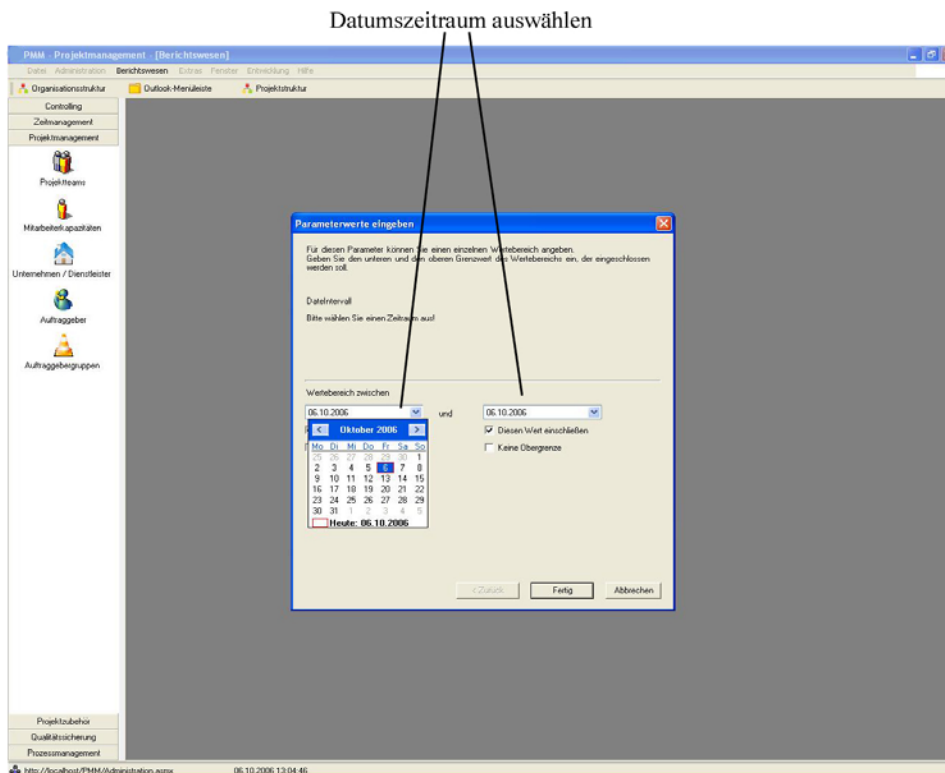 Datumszeitraum auswählen
PMM - Projektmanagement - [Berichtswesen]
Datei Administration Berichtswesen Extras Fenster Entwicklung Hilfe
Organisationsstruktur Outlook-Menüleiste Projektstruktur
Controlling
Zeitmanagement
Projektmanagement
Projektteams
Mitarbeiterkapazitäten
Unternehmen / Dienstleister
Auftraggeber
Auftraggebergruppen
Parameterwerte eingeben
Für diesen Parameter können Sie einen einzelnen Wertebereich angeben.
Geben Sie den unteren und den oberen Grenzwert des Wertebereichs ein, der eingeschlossen
werden soll.
DateIntervall
Bitte wählen Sie einen Zeitraum aus!
Wertebereich zwischen
06.10.2006 und 06.10.2006
Diesen Wert einschließen
Keine Obergrenze
Oktober 2006
Mo Di Mi Do Fr Sa So
25 26 27 28 29 30 1
2 3 4 5 6 7 8
9 10 11 12 13 14 15
16 17 18 19 20 21 22
23 24 25 26 27 28 29
30 31 1 2 3 4 5
Heute: 06.10.2006
< Zurück Fertig Abbrechen
Projektzubehör
Qualitätssicherung
Prozessmanagement
http://localhost/PMM/Administration.aspx 06.10.2006 13:04:46